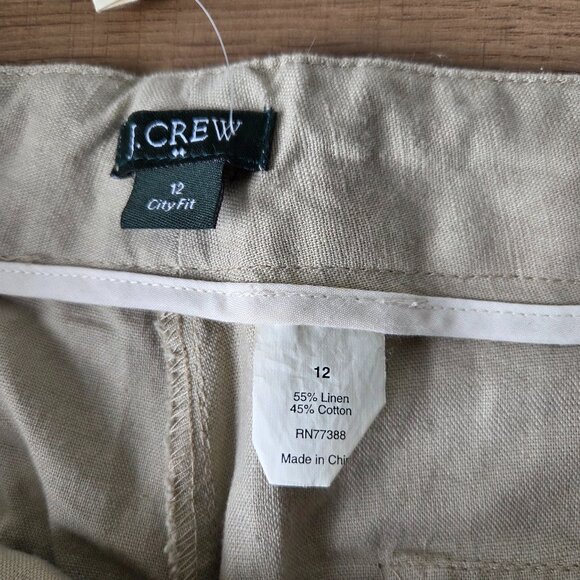 J.CREW
12
City Fit
12
55% Linen
45% Cotton
RN77388
Made in Chi